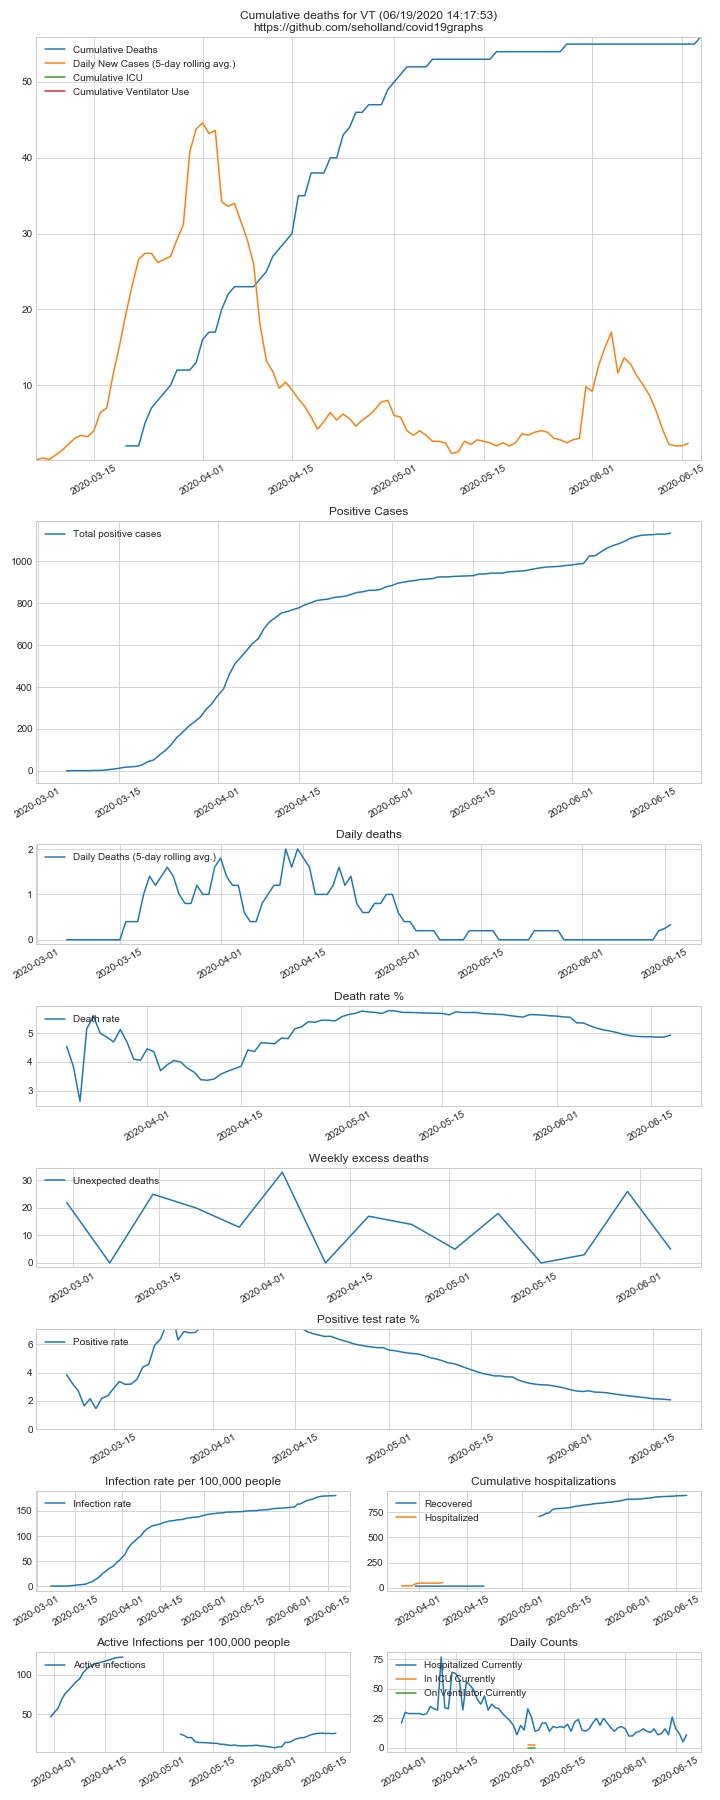 Cumulative deaths for VT (06/19/2020 14:17:53)
https://github.com/seholland/covid19graphs
Cumulative Deaths
Daily New Cases (5-day rolling avg.)
Cumulative ICU
Cumulative Ventilator Use
50
40
30
20
10
2020-03-15 2020-04-01 2020-04-15 2020-05-01 2020-05-15 2020-06-01 2020-06-15
Positive Cases
Total positive cases
1000
800
600
400
200
0
2020-03-01 2020-03-15 2020-04-01 2020-04-15 2020-05-01 2020-05-15 2020-06-01 2020-06-15
Daily deaths
Daily Deaths (5-day rolling avg.)
2
1
0
2020-03-01 2020-03-15 2020-04-01 2020-04-15 2020-05-01 2020-05-15 2020-06-01 2020-06-15
Death rate %
Death rate
5
4
3
2020-04-01 2020-04-15 2020-05-01 2020-05-15 2020-06-01 2020-06-15
Weekly excess deaths
Unexpected deaths
30
20
10
0
2020-03-01 2020-03-15 2020-04-01 2020-04-15 2020-05-01 2020-05-15 2020-06-01
Positive test rate %
Positive rate
6
4
2
0
2020-03-15 2020-04-01 2020-04-15 2020-05-01 2020-05-15 2020-06-01 2020-06-15
Infection rate per 100,000 people
Infection rate
150
100
50
0
2020-03-01 2020-03-15 2020-04-01 2020-04-15 2020-05-01 2020-05-15 2020-06-01 2020-06-15
Cumulative hospitalizations
Recovered
Hospitalized
750
500
250
0
2020-04-01 2020-04-15 2020-05-01 2020-05-15 2020-06-01 2020-06-15
Active Infections per 100,000 people
Active infections
100
50
2020-04-01 2020-04-15 2020-05-01 2020-05-15 2020-06-01 2020-06-15
Daily Counts
Hospitalized Currently
In ICU Currently
On Ventilator Currently
75
50
25
0
2020-04-01 2020-04-15 2020-05-01 2020-05-15 2020-06-01 2020-06-15